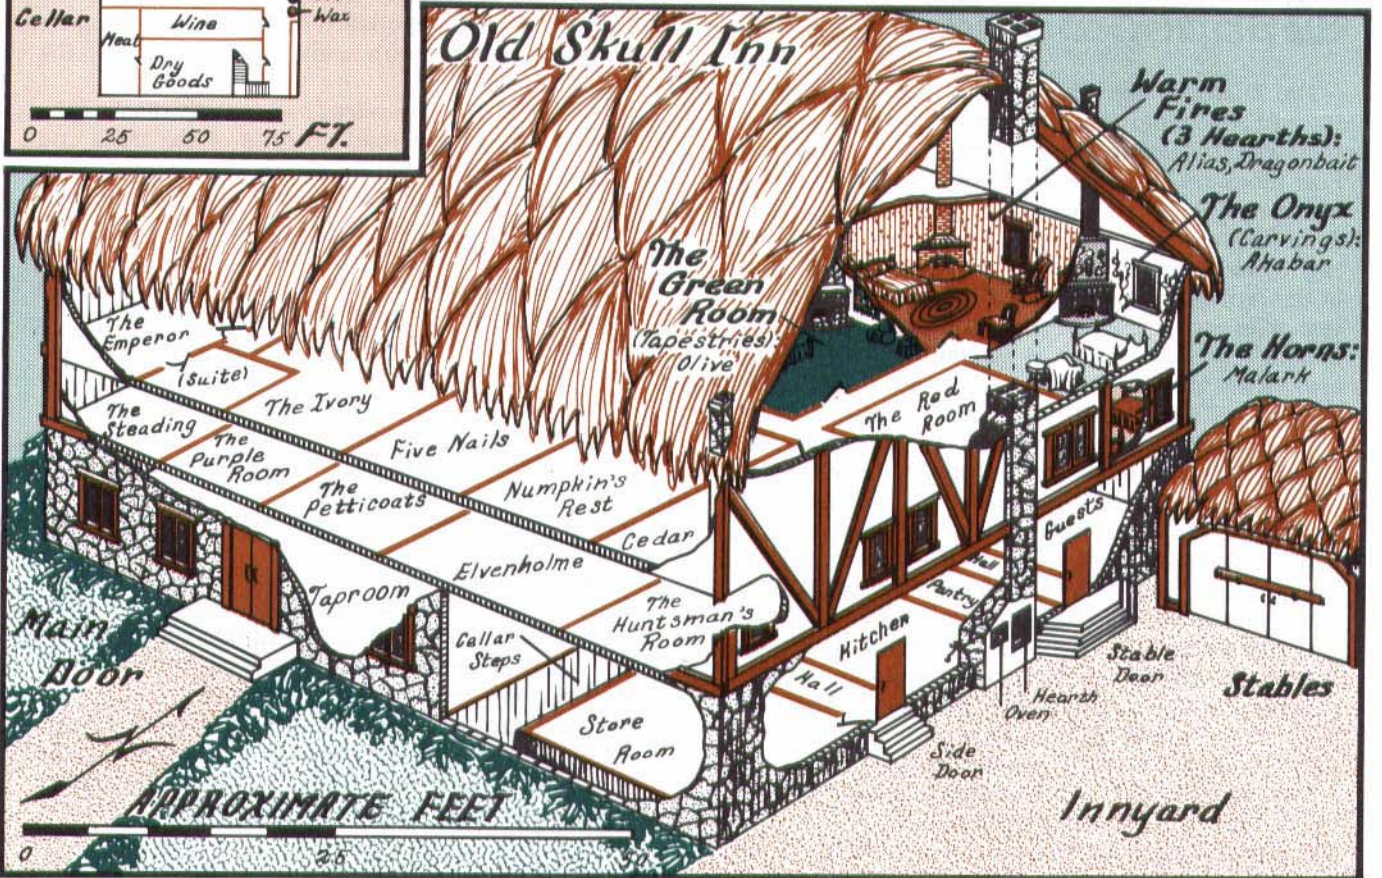 Cellar
Meat
Wine
Wax
Dry
Goods
0 25 50 75 FT.
Old Skull Inn
Warm
Fires
(3 Hearths):
Alias, Dragonbait
The Onyx
(Carvings):
Akabar
The
Green
Room
(Tapestries):
Olive
The Horns:
Malark
The
Emperor
(Suite)
The Ivory
Five Nails
Numpkin's
Rest
Cedar
The Red
Room
The
Steading
The
Purple
Room
The
Petticoats
Elvenholme
The
Huntsman's
Room
Guests
Hall
Pantry
Kitchen
Hall
Taproom
Cellar
Steps
Store
Room
Main
Door
Side
Door
Hearth
Oven
Stable
Door
Stables
Innyard
N
APPROXIMATE FEET
0 25 50